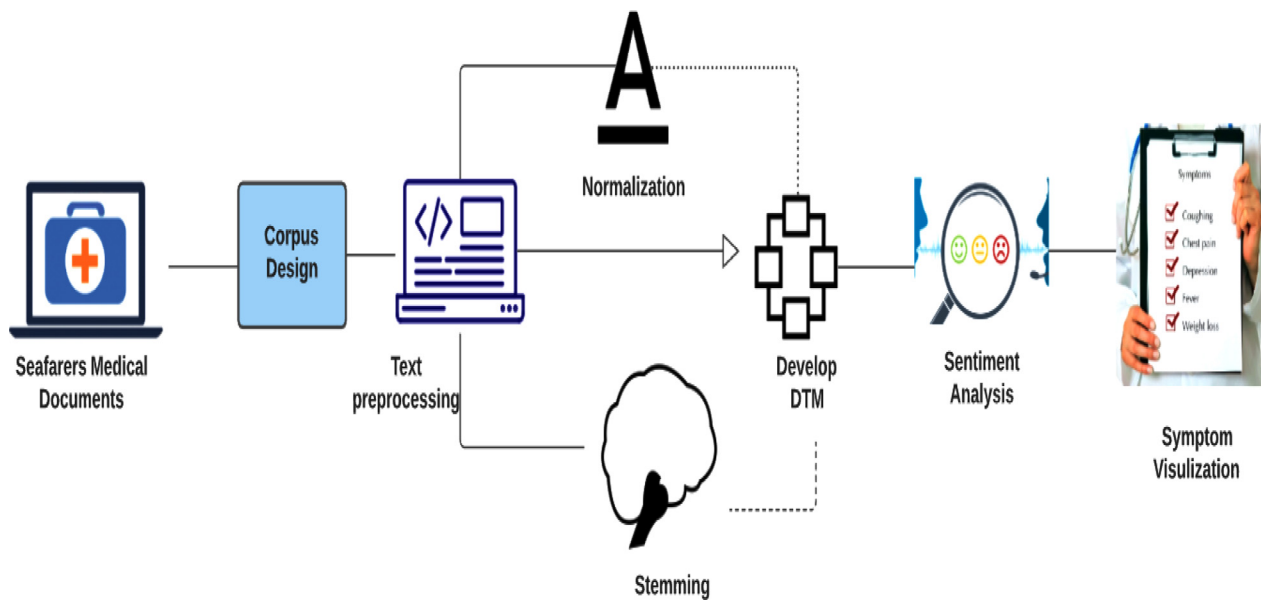 Seafarers Medical
Documents
Corpus
Design
</>
Text
preprocessing
A
Normalization
Stemming
Develop
DTM
Sentiment
Analysis
Symptoms
Coughing
Chest pain
Depression
Fever
Weight loss
Symptom
Visulization